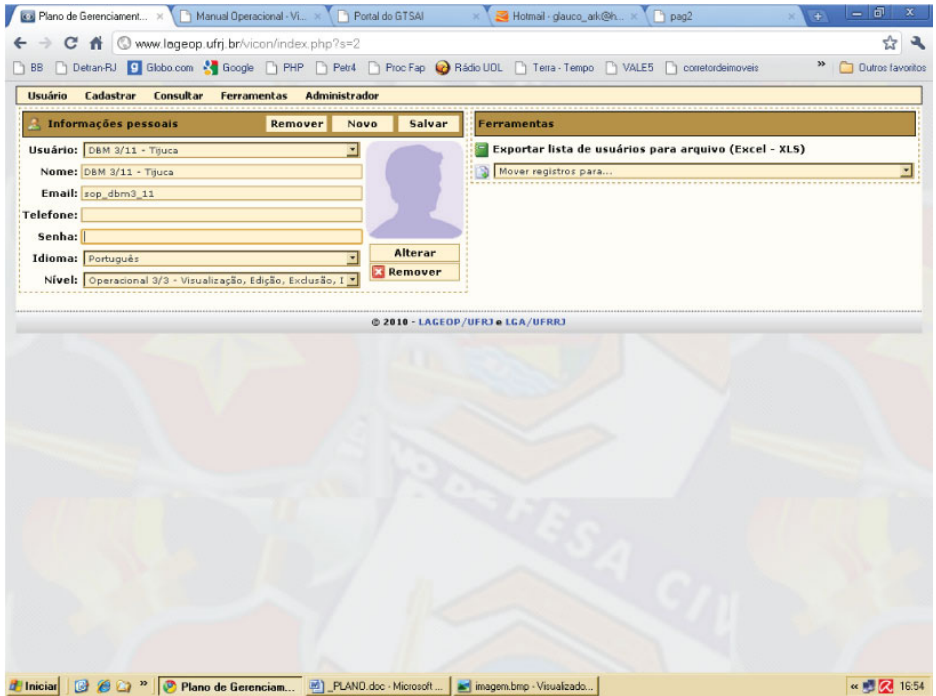 Plano de Gerenciament... Manual Operacional - Vi... Portal do GTSAI Hotmail - glauco_ark@h... pag2
www.lageop.ufrj.br/vicon/index.php?s=2
BB Detran-RJ Globo.com Google PHP Petr4 Proc Fap Rádio UOL Terra - Tempo VALE5 corretordeimoveis » Outros favoritos
Usuário Cadastrar Consultar Ferramentas Administrador
Informações pessoais Remover Novo Salvar
Usuário: DBM 3/11 - Tijuca
Nome: DBM 3/11 - Tijuca
Email: sop_dbm3_11
Telefone:
Senha:
Idioma: Português
Nível: Operacional 3/3 - Visualização, Edição, Exclusão, I
Alterar
Remover
Ferramentas
Exportar lista de usuários para arquivo (Excel - XLS)
Mover registros para...
© 2010 - LAGEOP/UFRJ e LGA/UFRRJ
NO DEFESA CIV
Iniciar » Plano de Gerenciam... _PLANO.doc - Microsoft ... imagem.bmp - Visualizado... « 16:54